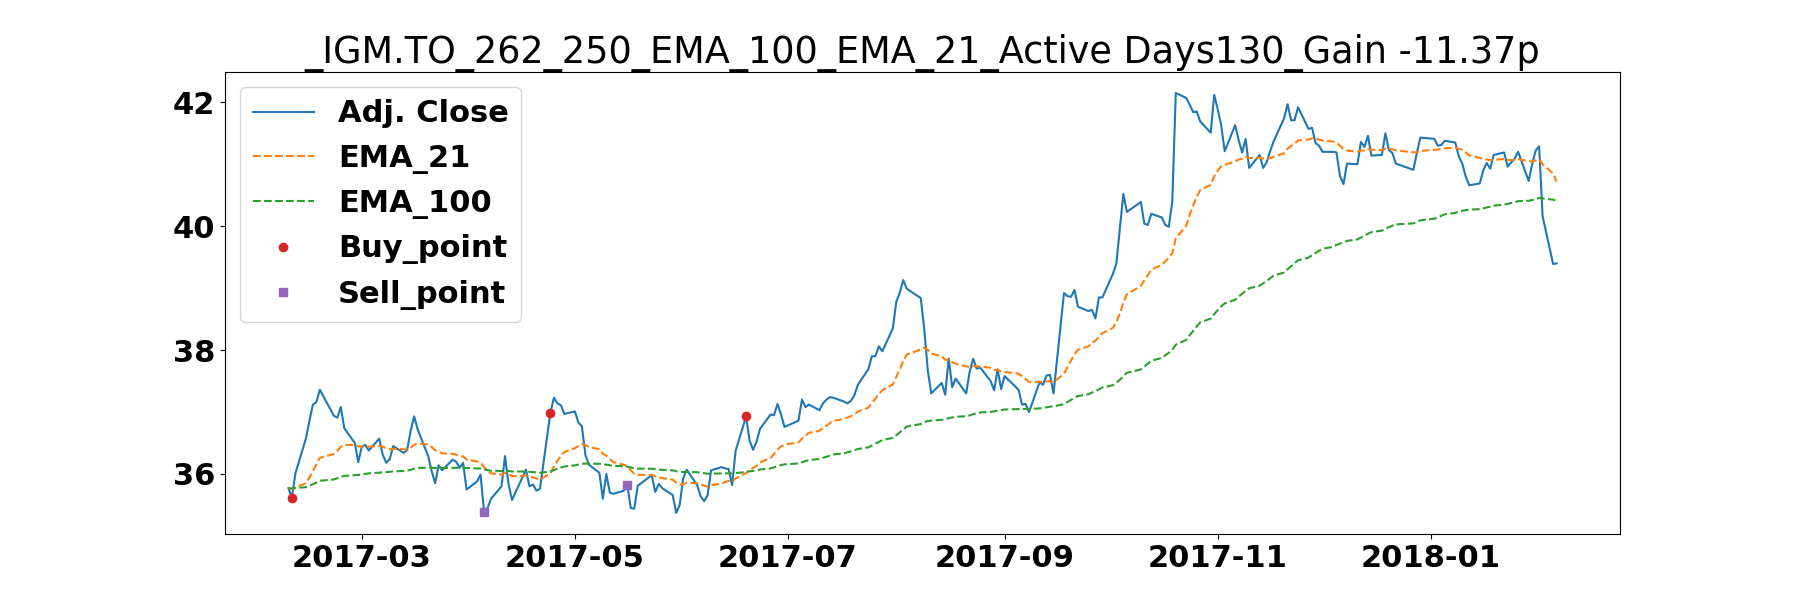 _IGM.TO_262_250_EMA_100_EMA_21_Active Days130_Gain -11.37p
42
40
38
36
Adj. Close
EMA_21
EMA_100
Buy_point
Sell_point
2017-03 2017-05 2017-07 2017-09 2017-11 2018-01